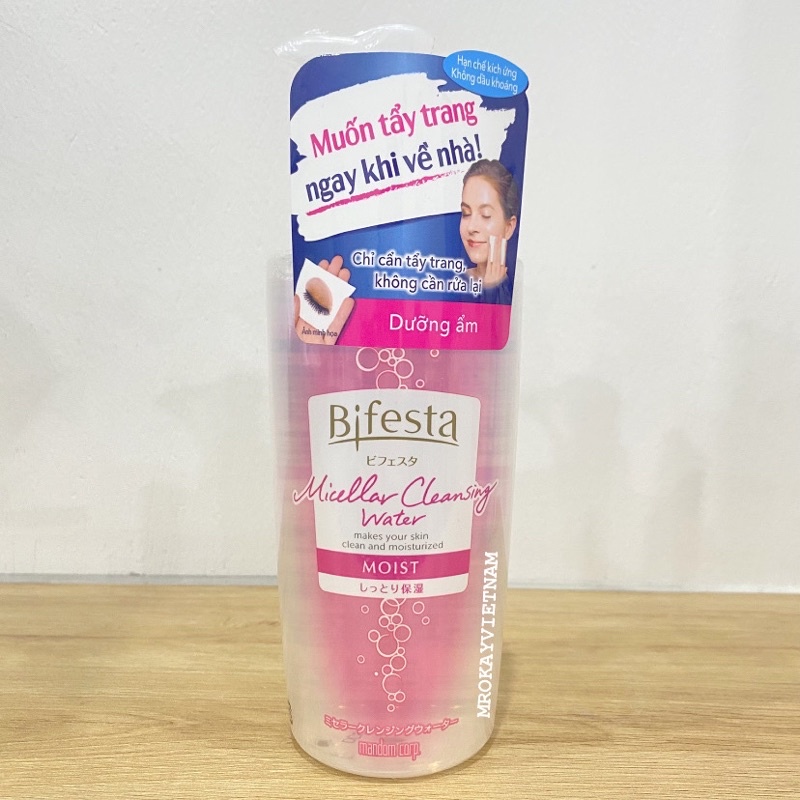 Hạn chế kích ứng
Không dầu khoáng
Muốn tẩy trang
ngay khi về nhà!
Chỉ cần tẩy trang,
không cần rửa lại
Ảnh minh họa
Dưỡng ẩm
Bifesta
ビフェスタ
Micellar Cleansing
Water
makes your skin
clean and moisturized
MOIST
しっとり保湿
ミセラークレンジングウォーター
mandom corp.
MROKAYVIETNAM